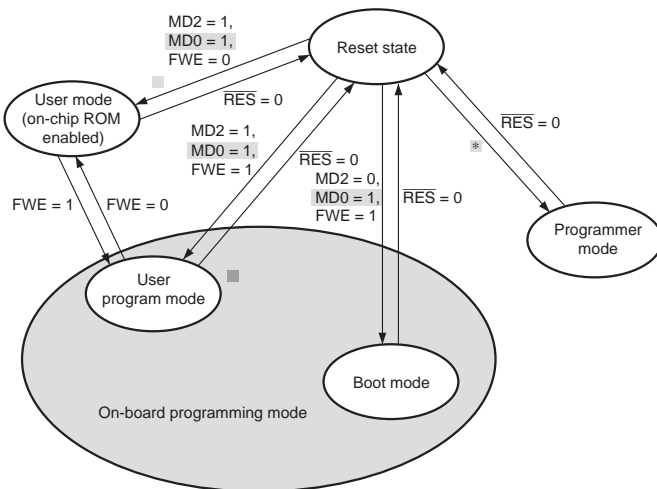 MD2 = 1,
MD0 = 1,
FWE = 0
Reset state
RES = 0
User mode
(on-chip ROM
enabled)
MD2 = 1,
MD0 = 1,
FWE = 1
RES = 0
MD2 = 0,
MD0 = 1,
FWE = 1
RES = 0
*
RES = 0
FWE = 1
FWE = 0
Programmer
mode
User
program mode
Boot mode
On-board programming mode